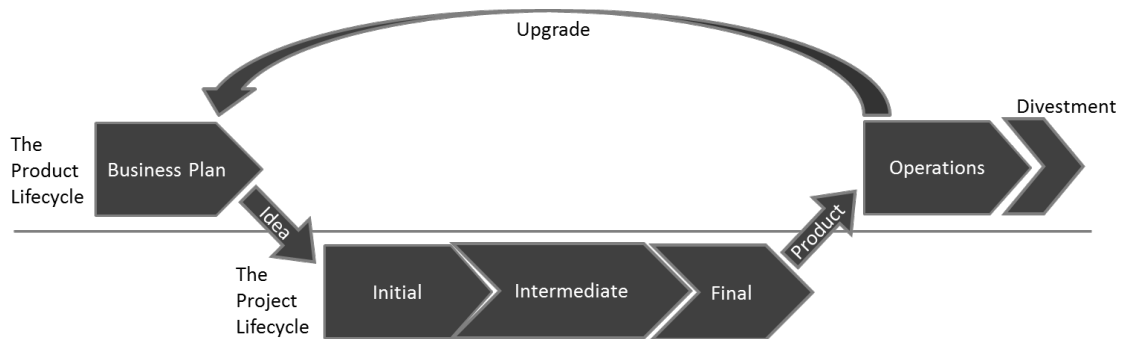 Upgrade
Divestment
The
Product
Lifecycle
Business Plan
Operations
Idea
Product
The
Project
Lifecycle
Initial
Intermediate
Final